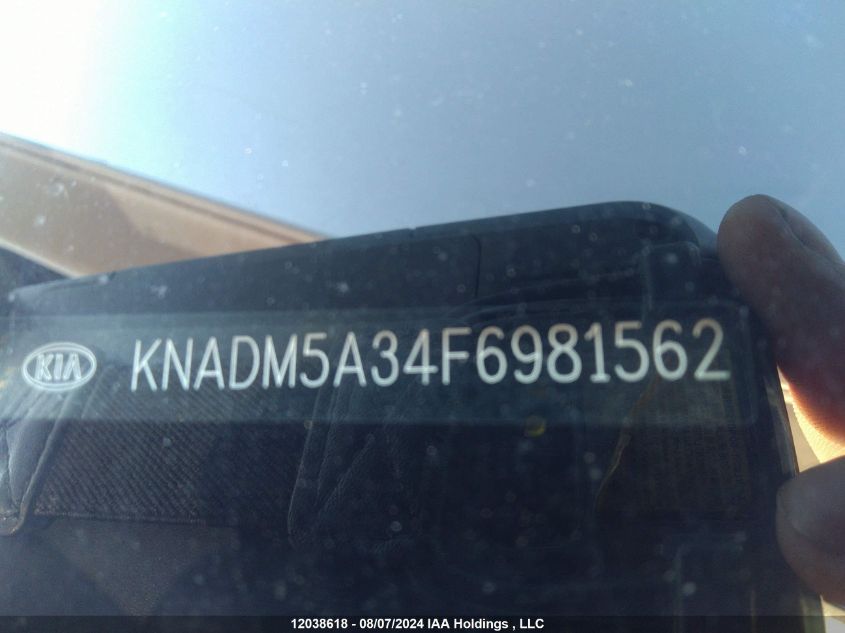 KIA KNADM5A34F6981562
12038618 - 08/07/2024 IAA Holdings , LLC